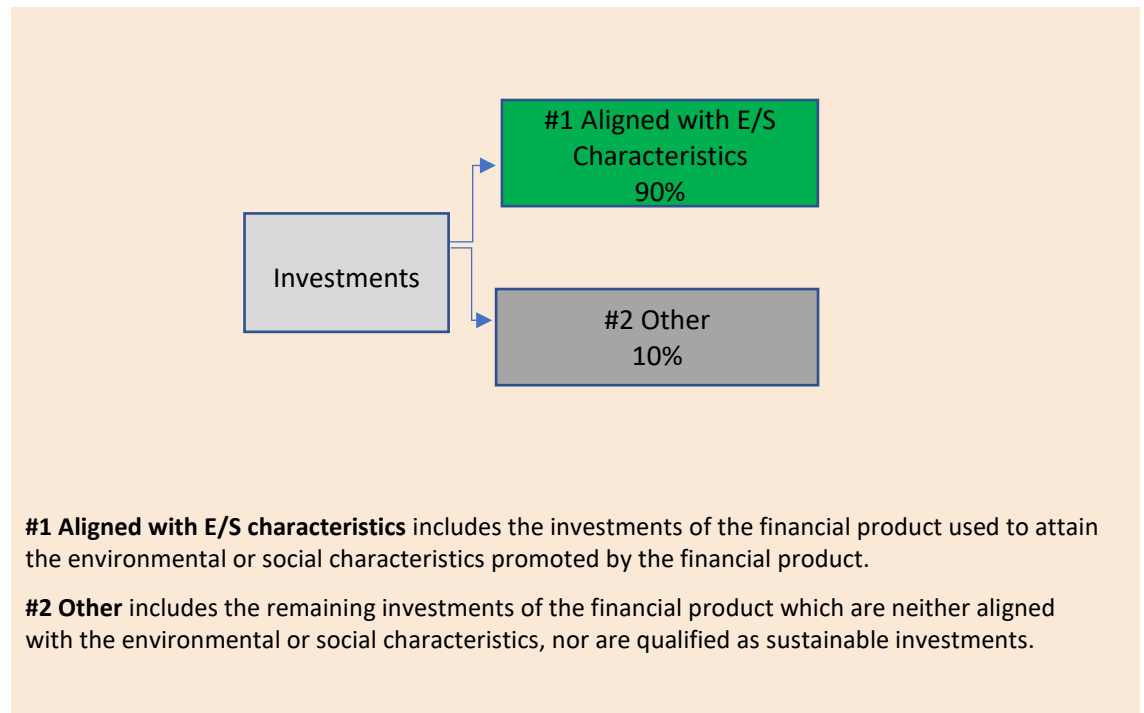 #1 Aligned with E/S
Characteristics
90%
Investments
#2 Other
10%
#1 Aligned with E/S characteristics includes the investments of the financial product used to attain
the environmental or social characteristics promoted by the financial product.
#2 Other includes the remaining investments of the financial product which are neither aligned
with the environmental or social characteristics, nor are qualified as sustainable investments.